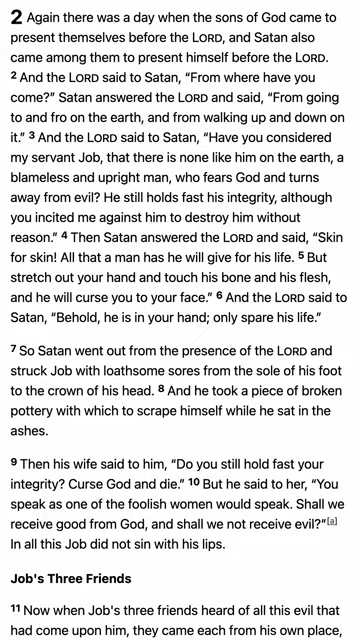 2 Again there was a day when the sons of God came to
present themselves before the LORD, and Satan also
came among them to present himself before the LORD.
2 And the LORD said to Satan, “From where have you
come?” Satan answered the LORD and said, “From going
to and fro on the earth, and from walking up and down on
it.” 3 And the LORD said to Satan, “Have you considered
my servant Job, that there is none like him on the earth, a
blameless and upright man, who fears God and turns
away from evil? He still holds fast his integrity, although
you incited me against him to destroy him without
reason.” 4 Then Satan answered the LORD and said, “Skin
for skin! All that a man has he will give for his life. 5 But
stretch out your hand and touch his bone and his flesh,
and he will curse you to your face.” 6 And the LORD said to
Satan, “Behold, he is in your hand; only spare his life.”
7 So Satan went out from the presence of the LORD and
struck Job with loathsome sores from the sole of his foot
to the crown of his head. 8 And he took a piece of broken
pottery with which to scrape himself while he sat in the
ashes.
9 Then his wife said to him, “Do you still hold fast your
integrity? Curse God and die.” 10 But he said to her, “You
speak as one of the foolish women would speak. Shall we
receive good from God, and shall we not receive evil?”[a]
In all this Job did not sin with his lips.
Job's Three Friends
11 Now when Job's three friends heard of all this evil that
had come upon him, they came each from his own place,